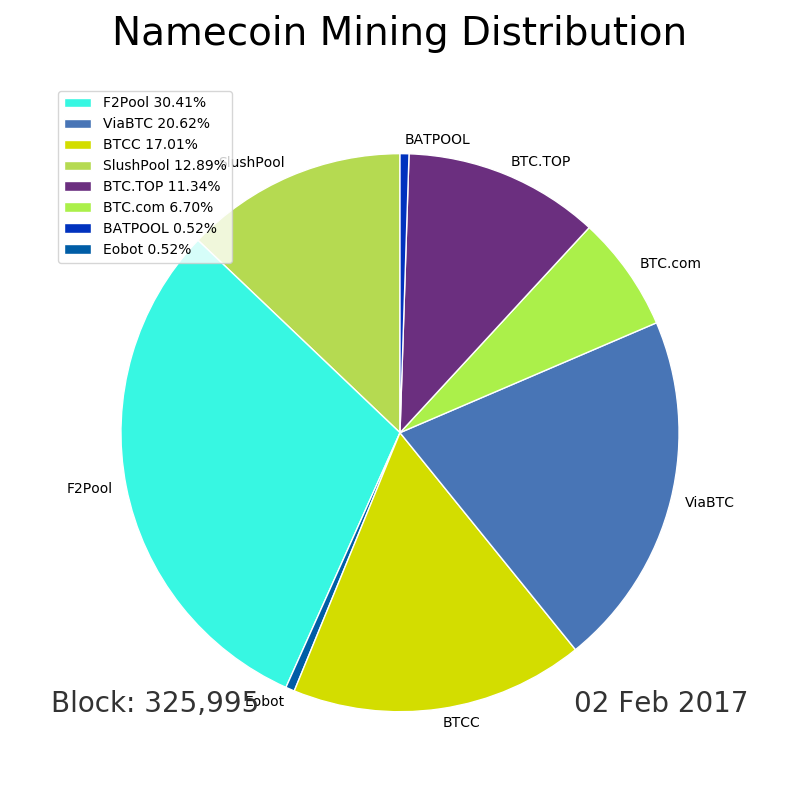 Namecoin Mining Distribution
F2Pool 30.41%
ViaBTC 20.62%
BTCC 17.01%
SlushPool 12.89%
BTC.TOP 11.34%
BTC.com 6.70%
BATPOOL 0.52%
Eobot 0.52%
BATPOOL
SlushPool
BTC.TOP
BTC.com
F2Pool
ViaBTC
Eobot
BTCC
Block: 325,995
02 Feb 2017